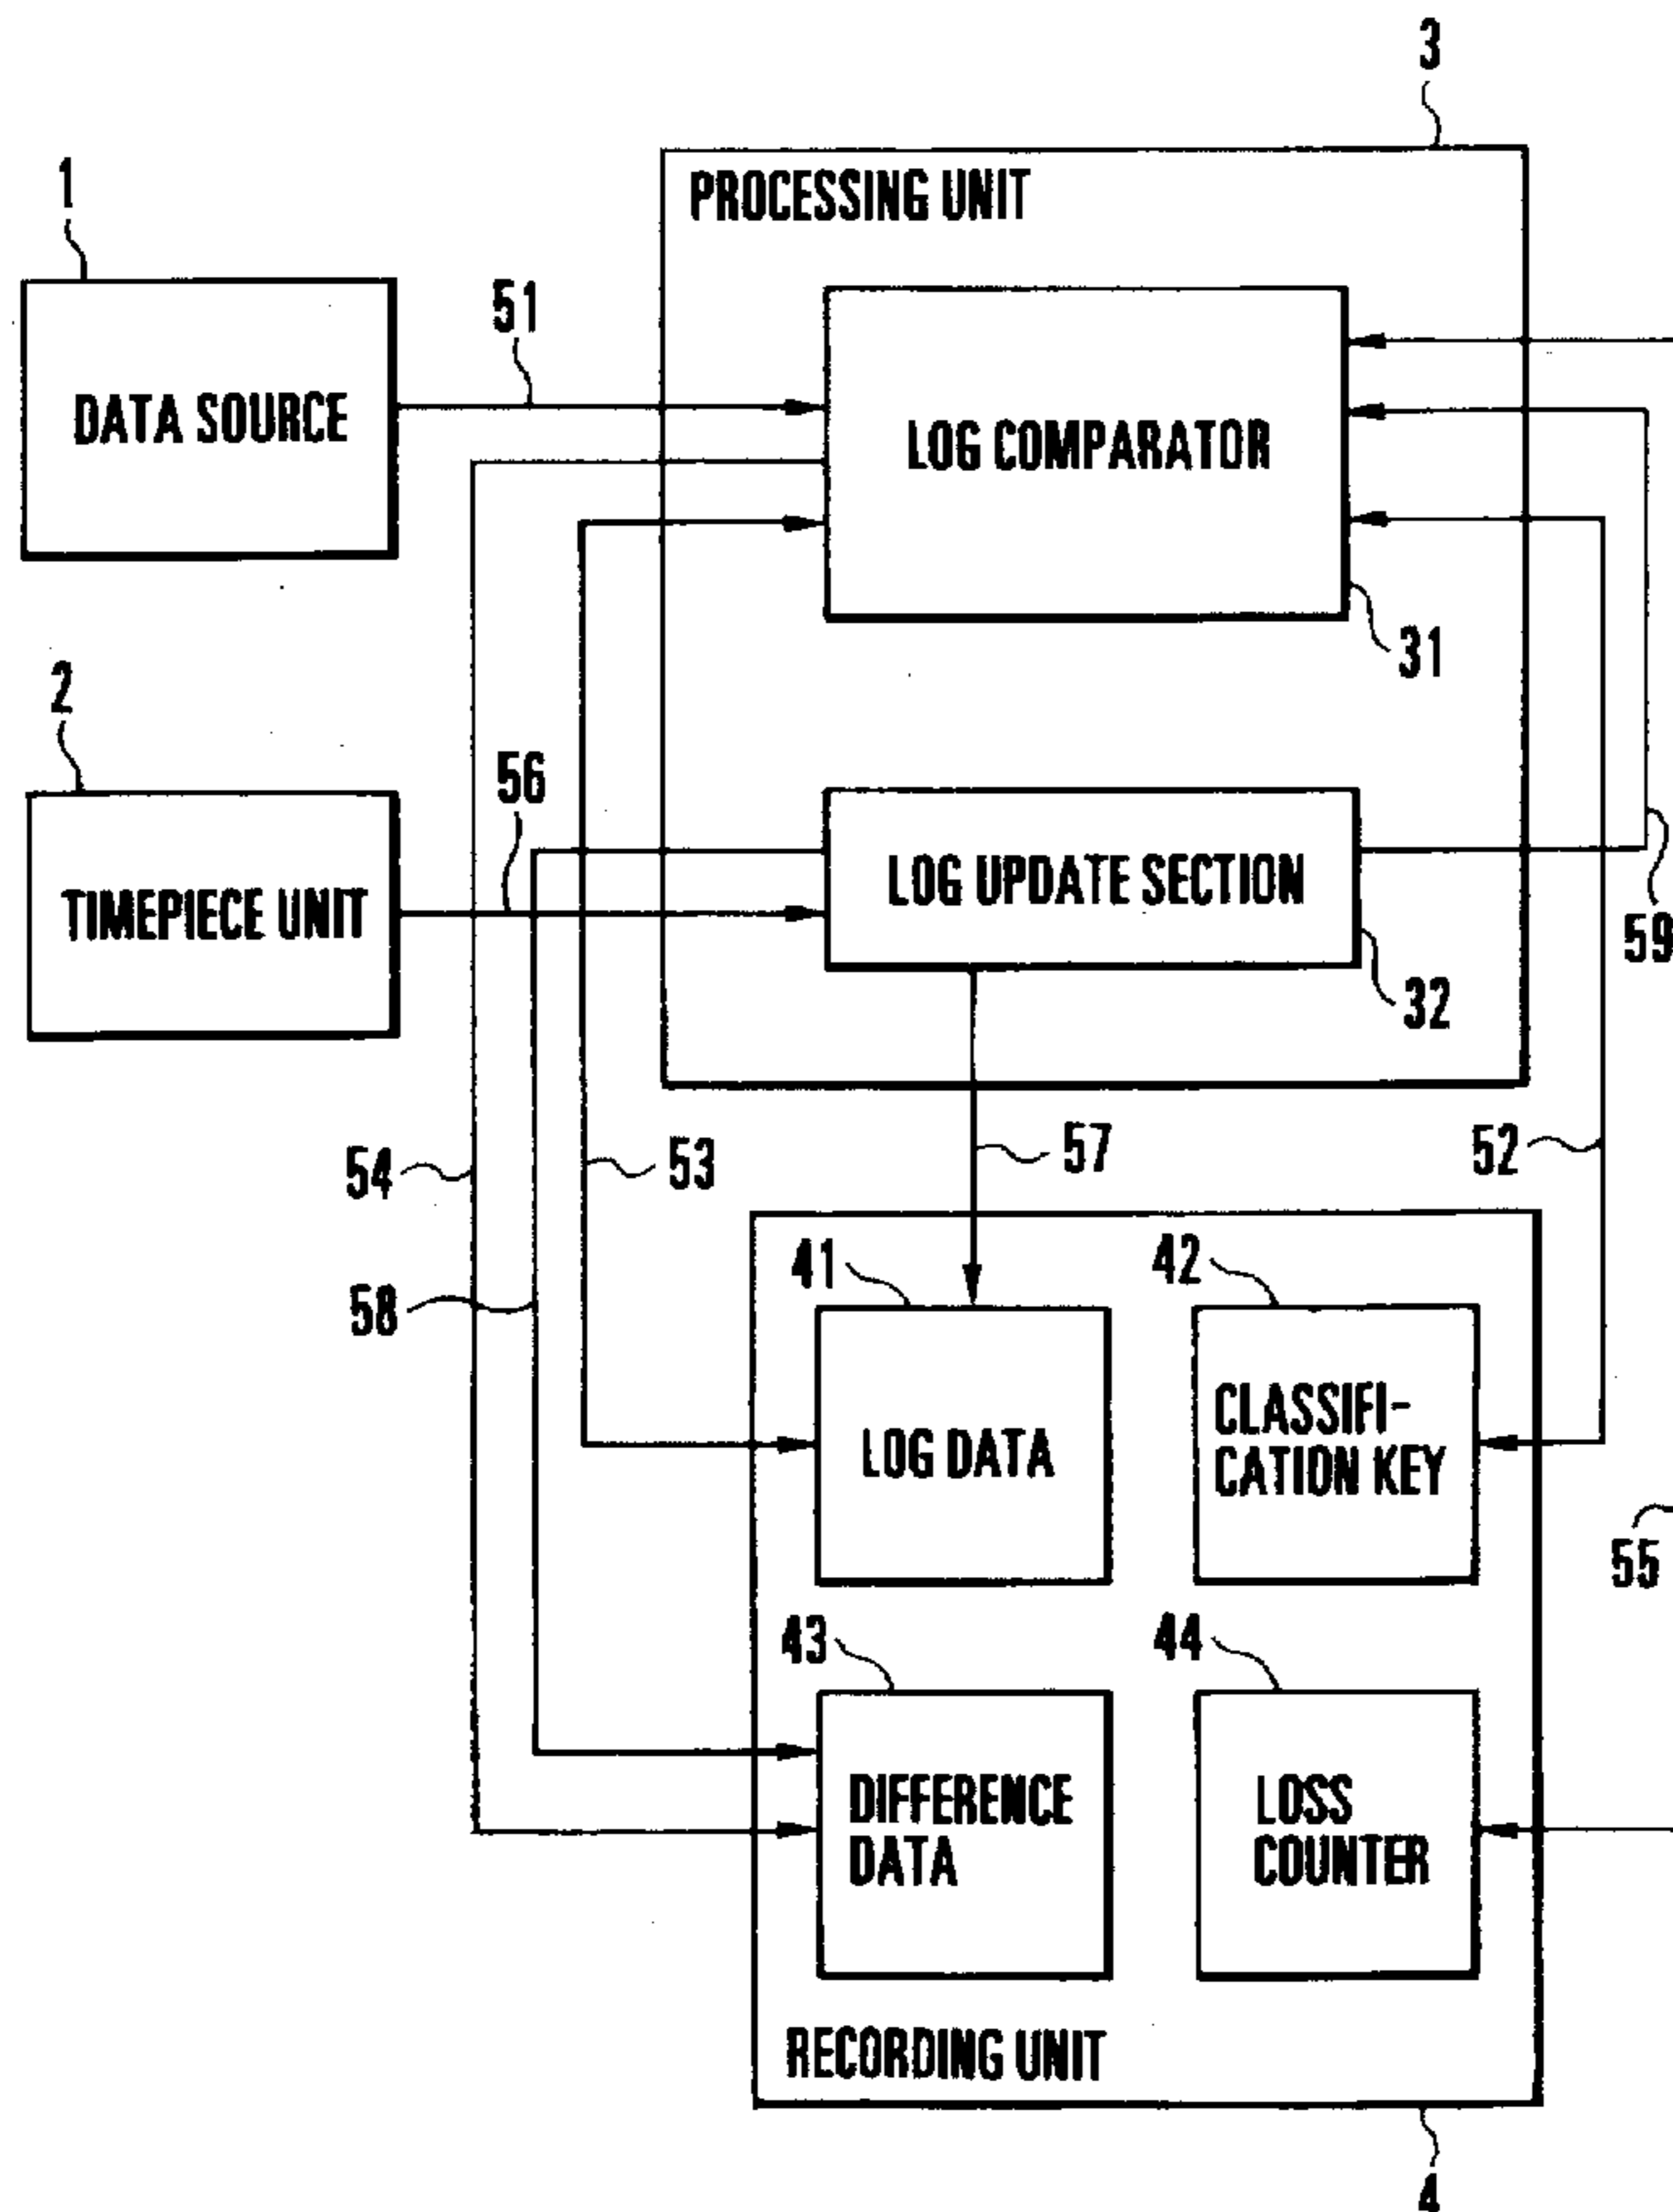 3
PROCESSING UNIT
1
51
DATA SOURCE
LOG COMPARATOR
31
2
56
TIMEPIECE UNIT
LOG UPDATE SECTION
59
32
54
53
57
52
58
41
42
LOG DATA
CLASSIFI-
CATION KEY
55
43
44
DIFFERENCE
DATA
LOSS
COUNTER
RECORDING UNIT
4